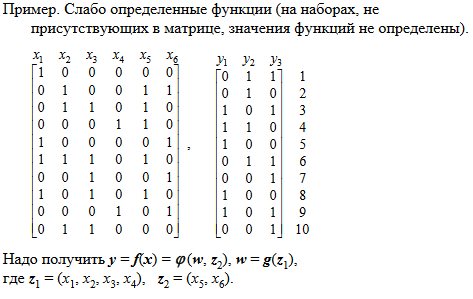 Пример. Слабо определенные функции (на наборах, не
присутствующих в матрице, значения функций не определены).
x1 x2 x3 x4 x5 x6 y1 y2 y3
1 0 0 0 0 0 0 1 1 1
0 1 0 0 1 1 0 1 0 2
0 1 1 0 1 0 1 0 1 3
0 0 0 1 1 0 1 1 0 4
1 0 0 0 0 1 , 1 0 0 5
1 1 1 0 1 0 0 1 1 6
0 0 1 0 0 1 0 0 1 7
1 0 1 0 1 0 1 0 0 8
0 0 0 1 0 1 1 0 1 9
0 1 1 0 0 0 0 0 1 10
Надо получить y = f(x) = φ(w, z2), w = g(z1),
где z1 = (x1, x2, x3, x4), z2 = (x5, x6).